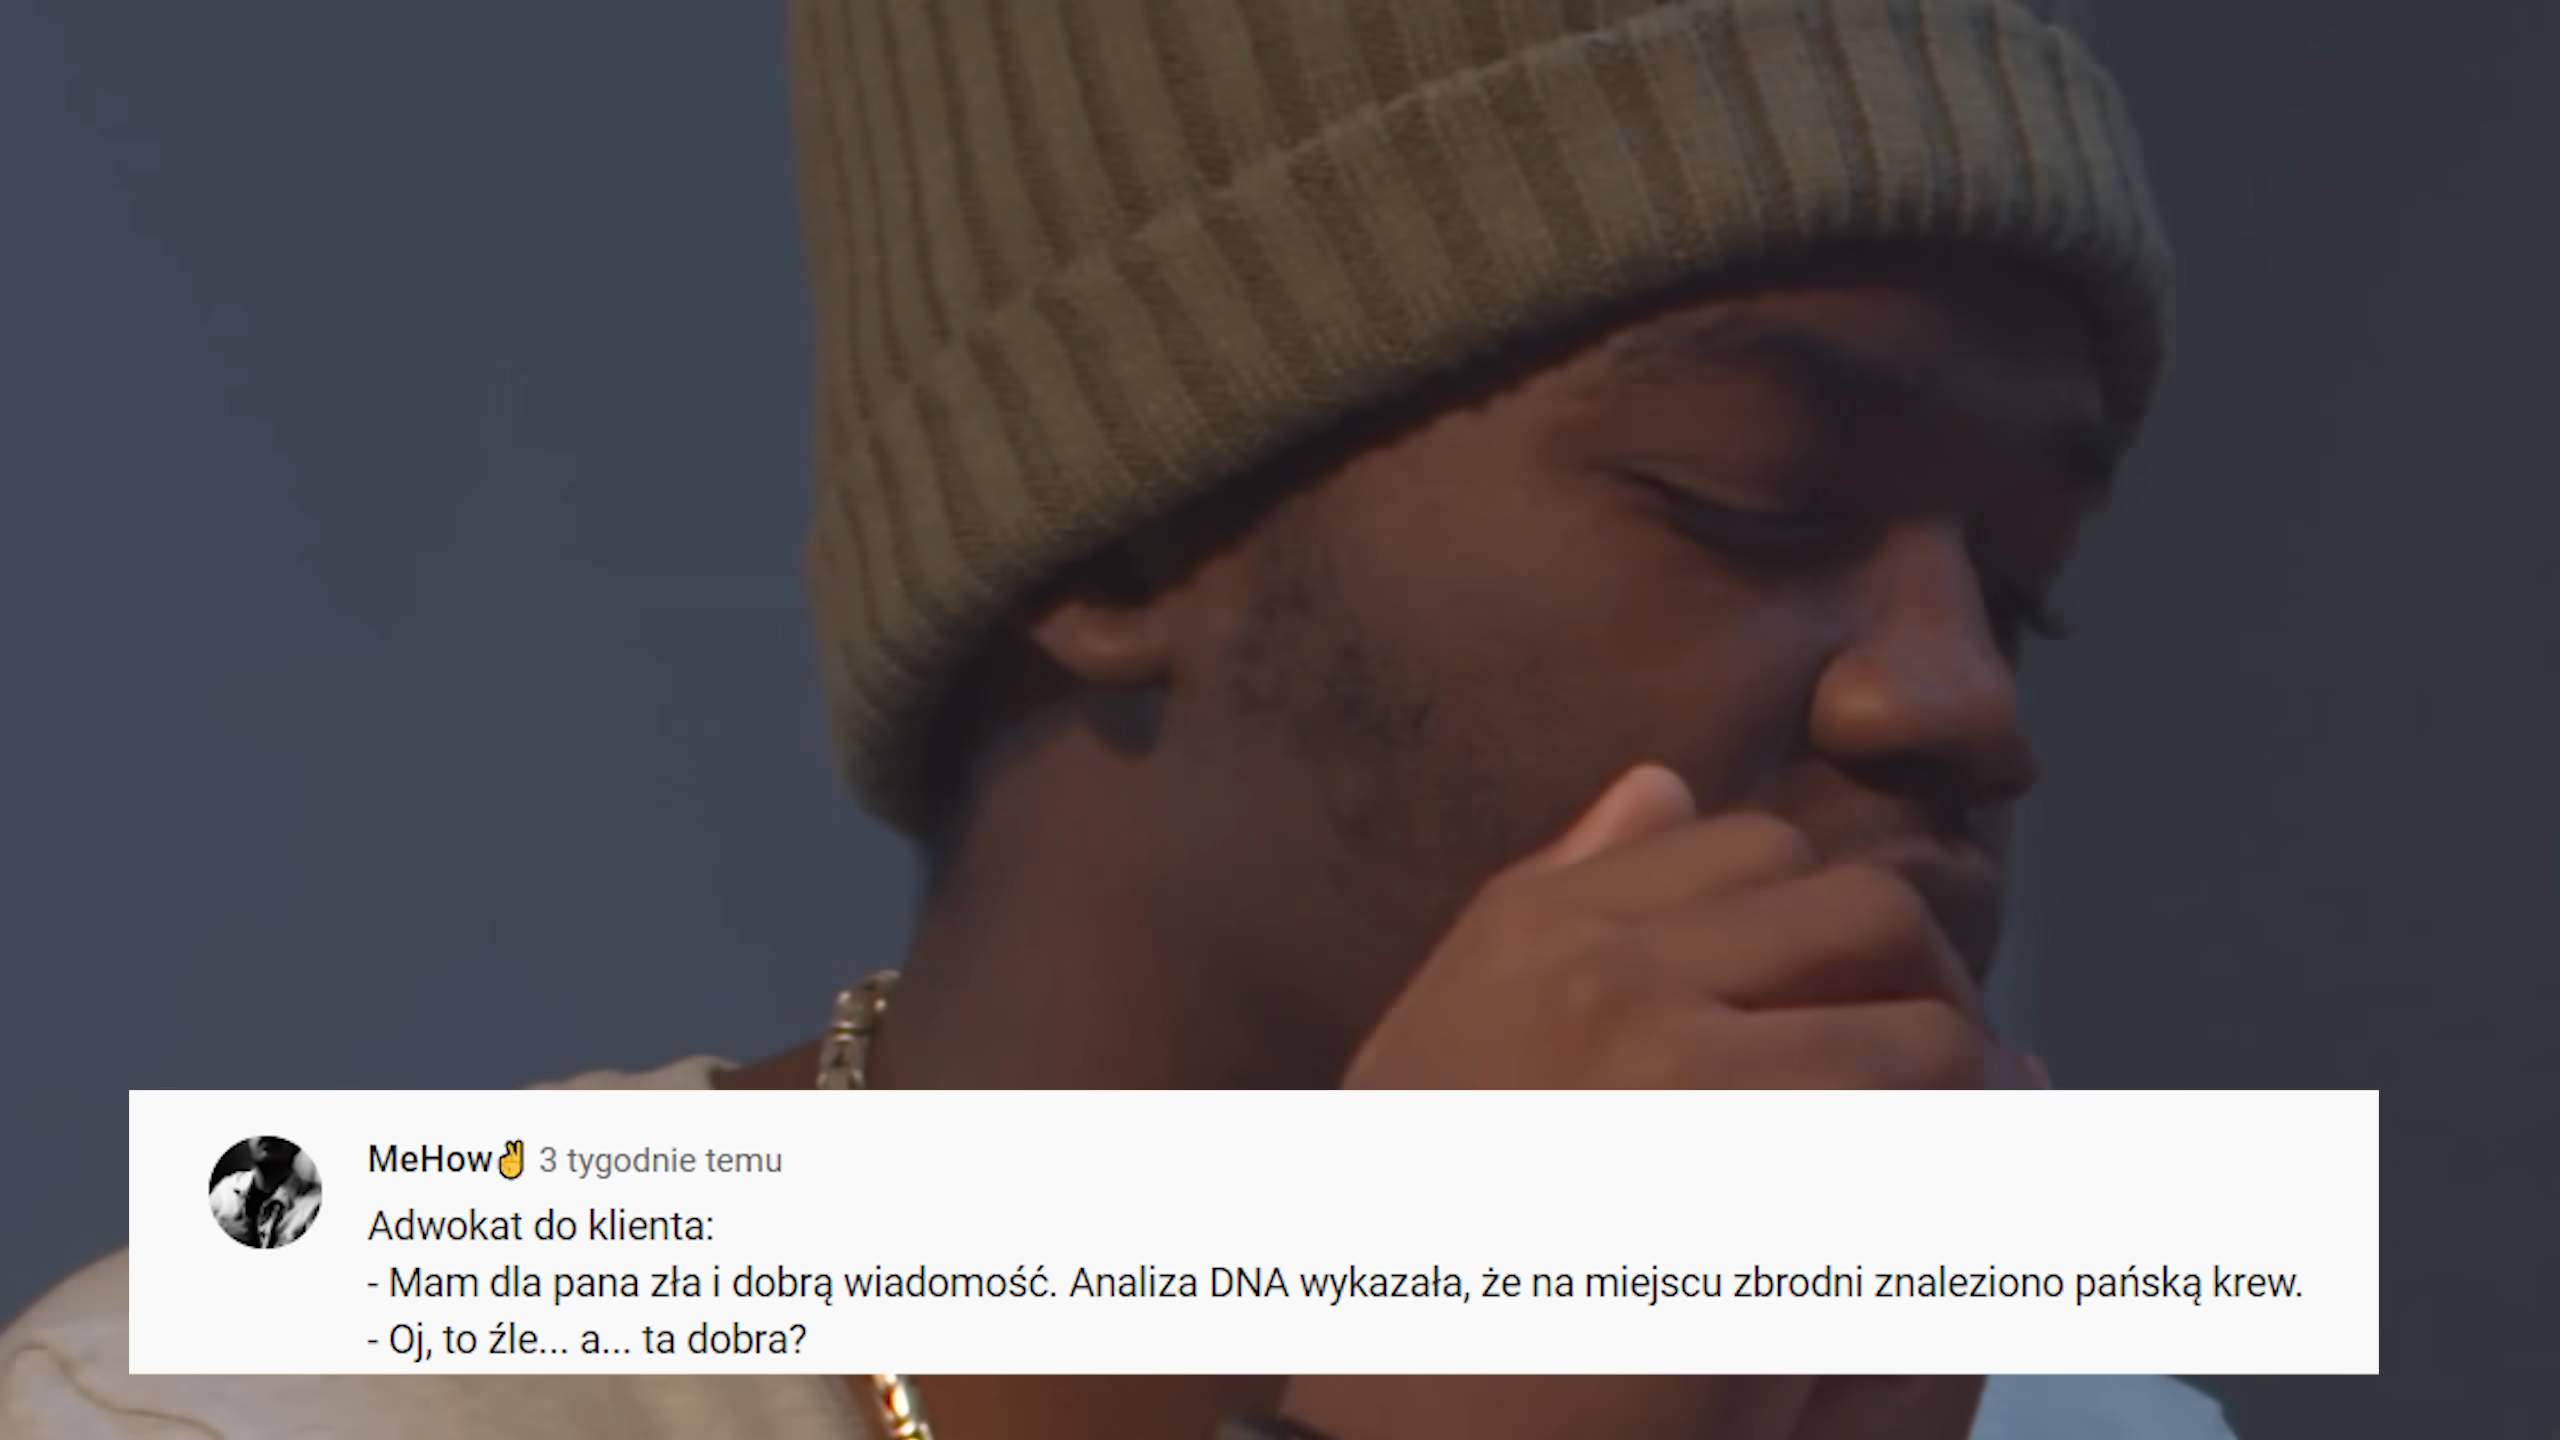 MeHow✌ 3 tygodnie temu
Adwokat do klienta:
- Mam dla pana zła i dobrą wiadomość. Analiza DNA wykazała, że na miejscu zbrodni znaleziono pańską krew.
- Oj, to źle... a... ta dobra?